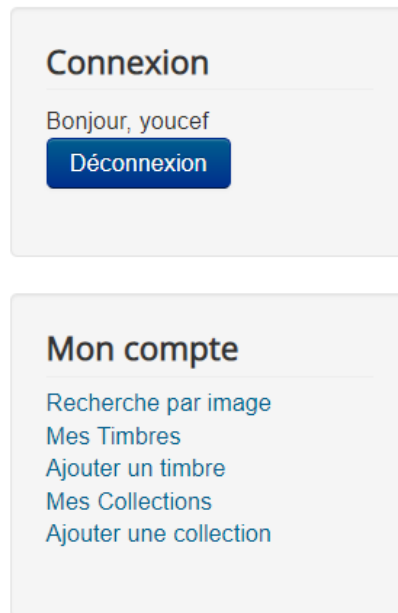 Connexion
Bonjour, youcef
Déconnexion
Mon compte
Recherche par image
Mes Timbres
Ajouter un timbre
Mes Collections
Ajouter une collection